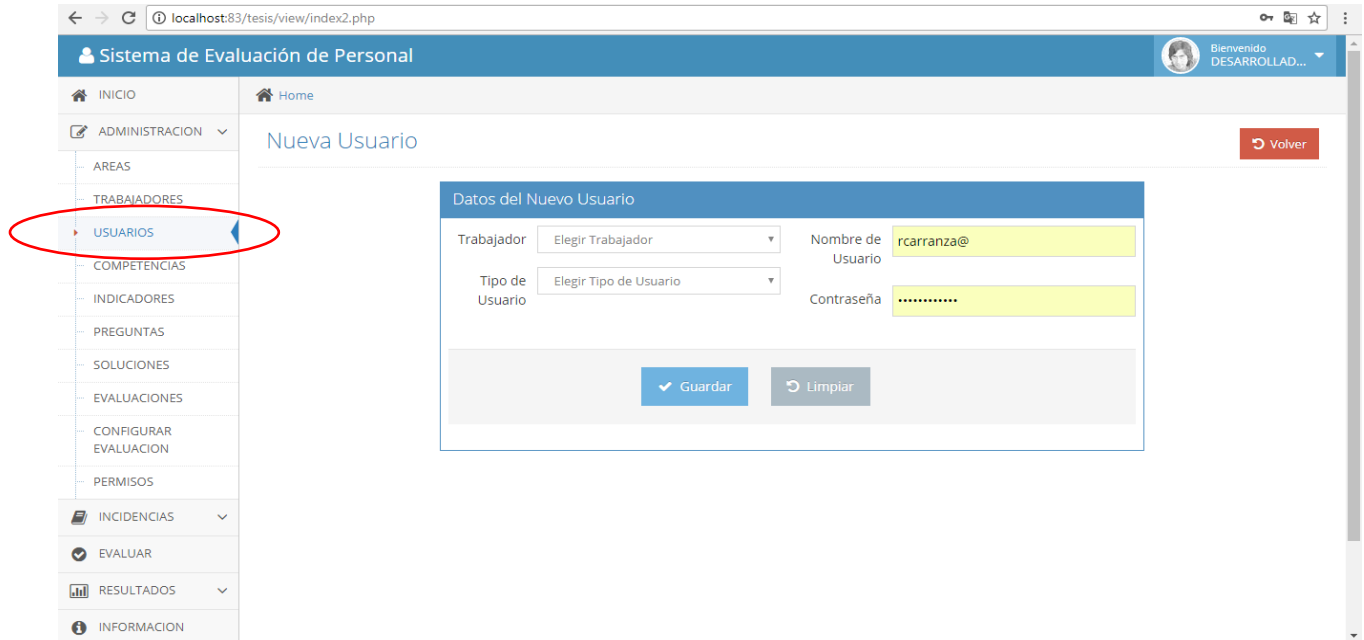 localhost:83/tesis/view/index2.php
Sistema de Evaluación de Personal
Bienvenido
DESARROLLAD...
INICIO
Home
ADMINISTRACION
Nueva Usuario
Volver
AREAS
TRABAJADORES
USUARIOS
COMPETENCIAS
INDICADORES
PREGUNTAS
SOLUCIONES
EVALUACIONES
CONFIGURAR
EVALUACION
PERMISOS
INCIDENCIAS
EVALUAR
RESULTADOS
INFORMACION
Datos del Nuevo Usuario
Trabajador
Elegir Trabajador
Nombre de
Usuario
rcarranza@
Tipo de
Usuario
Elegir Tipo de Usuario
Contraseña
••••••••••••
Guardar
Limpiar